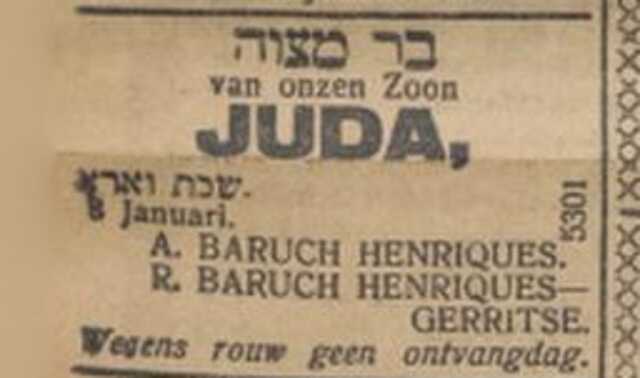 בר מצוה
van onzen Zoon
JUDA,
שבת וארא.
8 Januari.
A. BARUCH HENRIQUES.
R. BARUCH HENRIQUES—
GERRITSE.
Wegens rouw geen ontvangdag.
5301